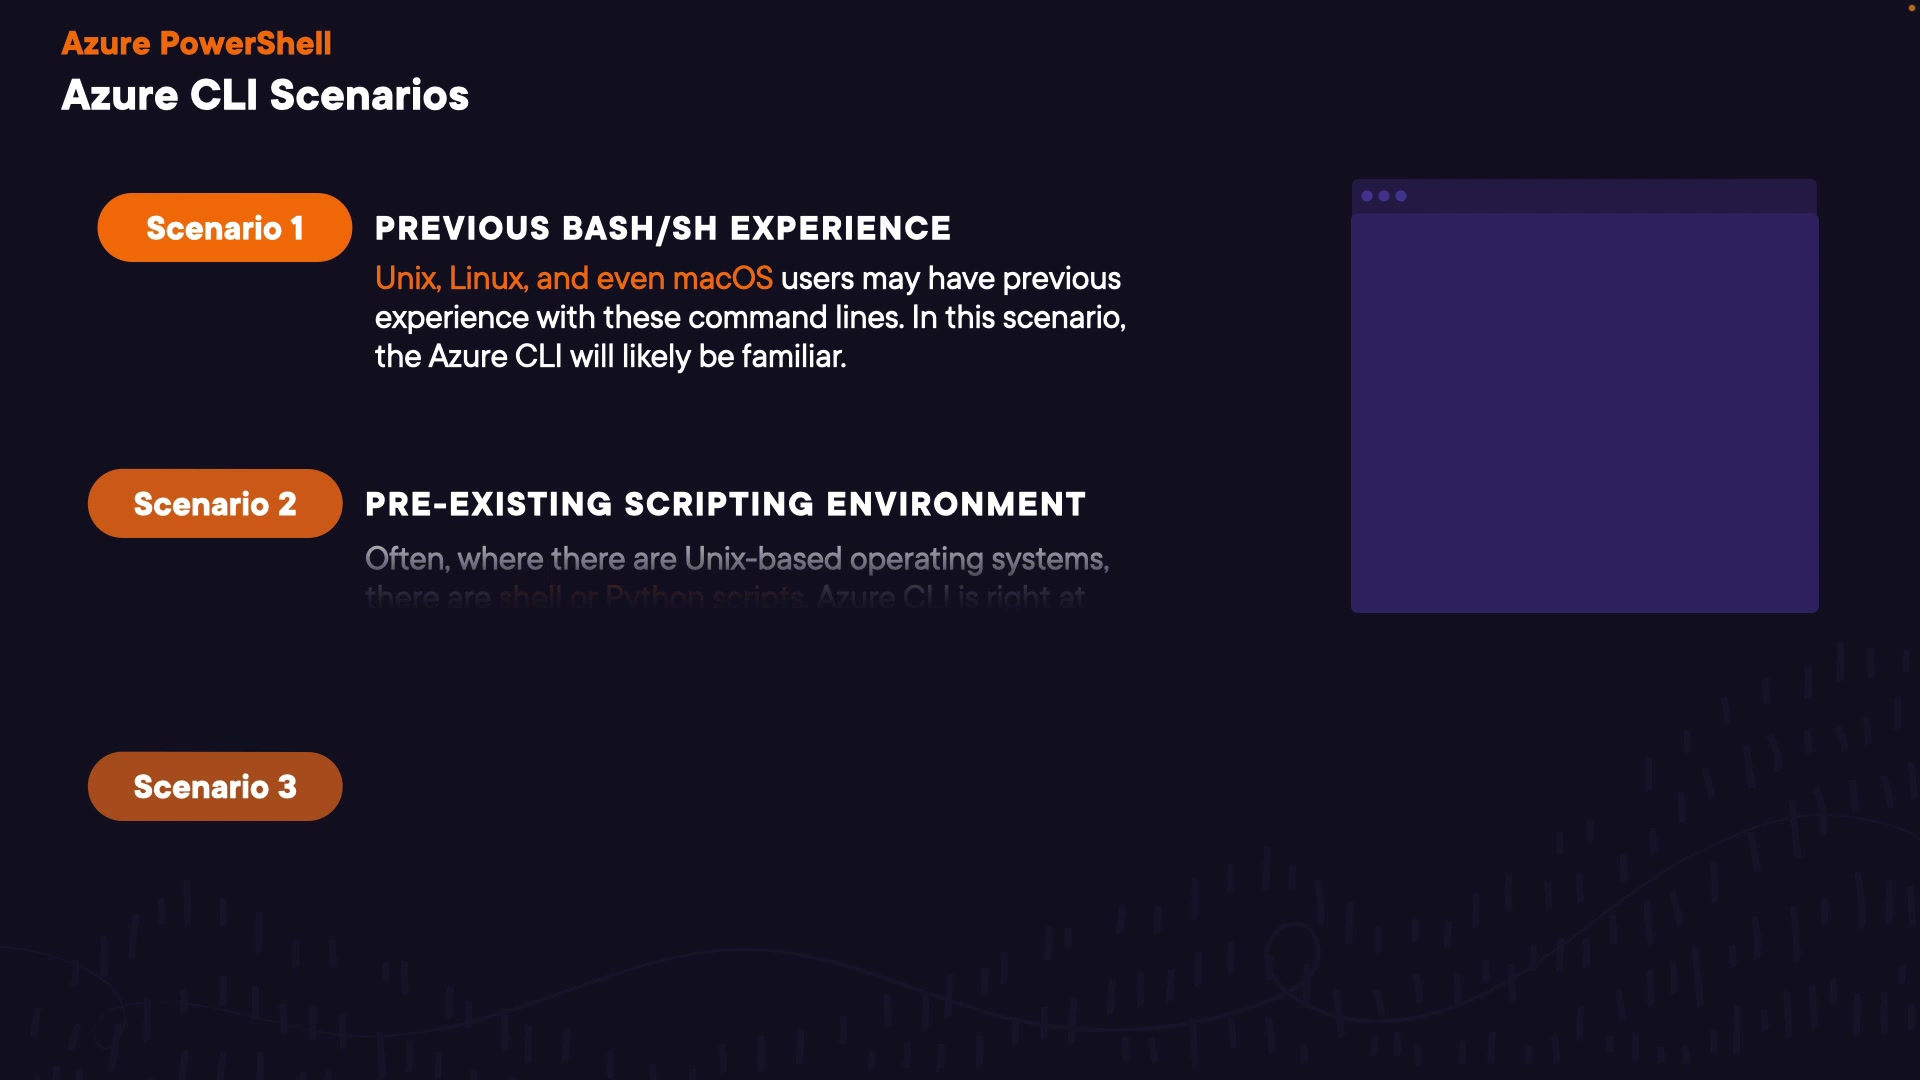 Azure PowerShell
Azure CLI Scenarios
Scenario 1
PREVIOUS BASH/SH EXPERIENCE
Unix, Linux, and even macOS users may have previous
experience with these command lines. In this scenario,
the Azure CLI will likely be familiar.
Scenario 2
PRE-EXISTING SCRIPTING ENVIRONMENT
Often, where there are Unix-based operating systems,
there are shell or Python scripts. Azure CLI is right at
Scenario 3